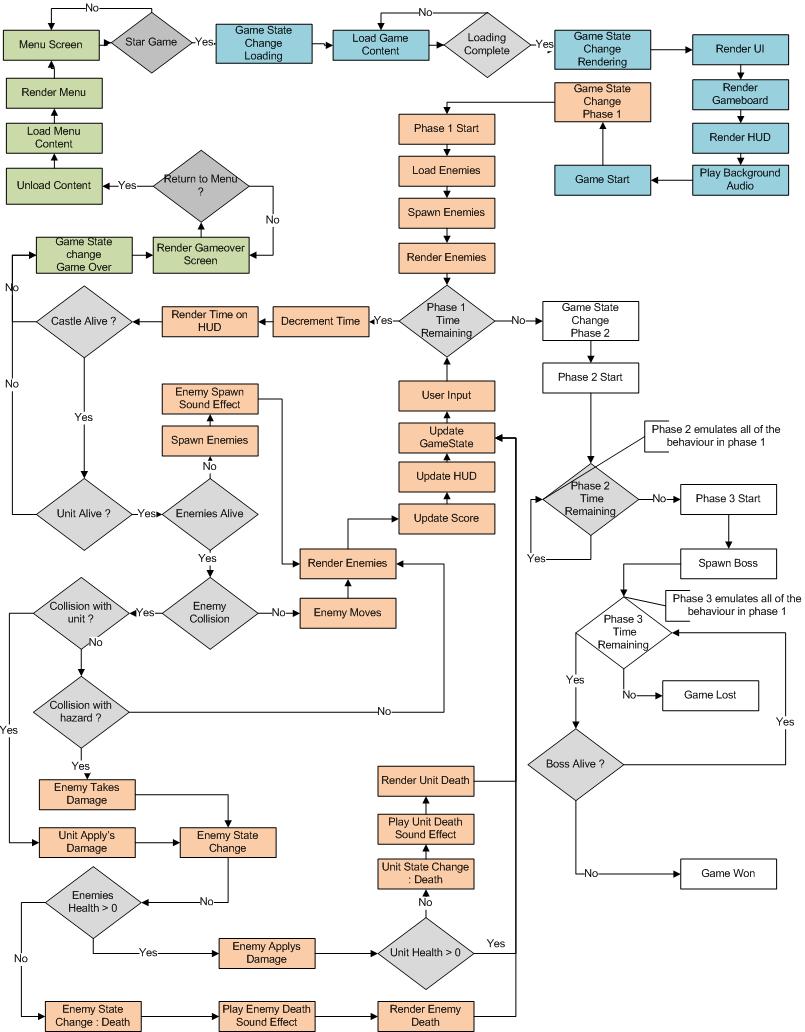 No
No
Menu Screen
Star Game
Yes
Game State
Change
Loading
Load Game
Content
Loading
Complete
Yes
Game State
Change
Rendering
Render UI
Render Menu
Game State
Change
Phase 1
Render
Gameboard
Load Menu
Content
Phase 1 Start
Render HUD
Unload Content
Yes
Return to Menu
?
Load Enemies
Game Start
Play Background
Audio
No
Spawn Enemies
Game State
change
Game Over
Render Gameover
Screen
Render Enemies
No
Castle Alive ?
Render Time on
HUD
Decrement Time
Yes
Phase 1
Time
Remaining
No
Game State
Change
Phase 2
Phase 2 Start
No
Yes
Enemy Spawn
Sound Effect
User Input
Spawn Enemies
Update
GameState
Phase 2 emulates all of the
behaviour in phase 1
No
Update HUD
Phase 2
Time
Remaining
No
Phase 3 Start
Unit Alive ?
Yes
Enemies Alive
Update Score
Yes
Yes
Render Enemies
Spawn Boss
Phase 3 emulates all of the
behaviour in phase 1
Collision with
unit ?
Yes
Enemy
Collision
No
Enemy Moves
Phase 3
Time
Remaining
No
Yes
No
Game Lost
Collision with
hazard ?
No
Yes
Yes
Yes
Boss Alive ?
Enemy Takes
Damage
Render Unit Death
Unit Apply's
Damage
Enemy State
Change
Play Unit Death
Sound Effect
Unit State Change
: Death
No
Game Won
Enemies
Health > 0
No
No
Yes
Enemy Applys
Damage
Unit Health > 0
Yes
No
Enemy State
Change : Death
Play Enemy Death
Sound Effect
Render Enemy
Death